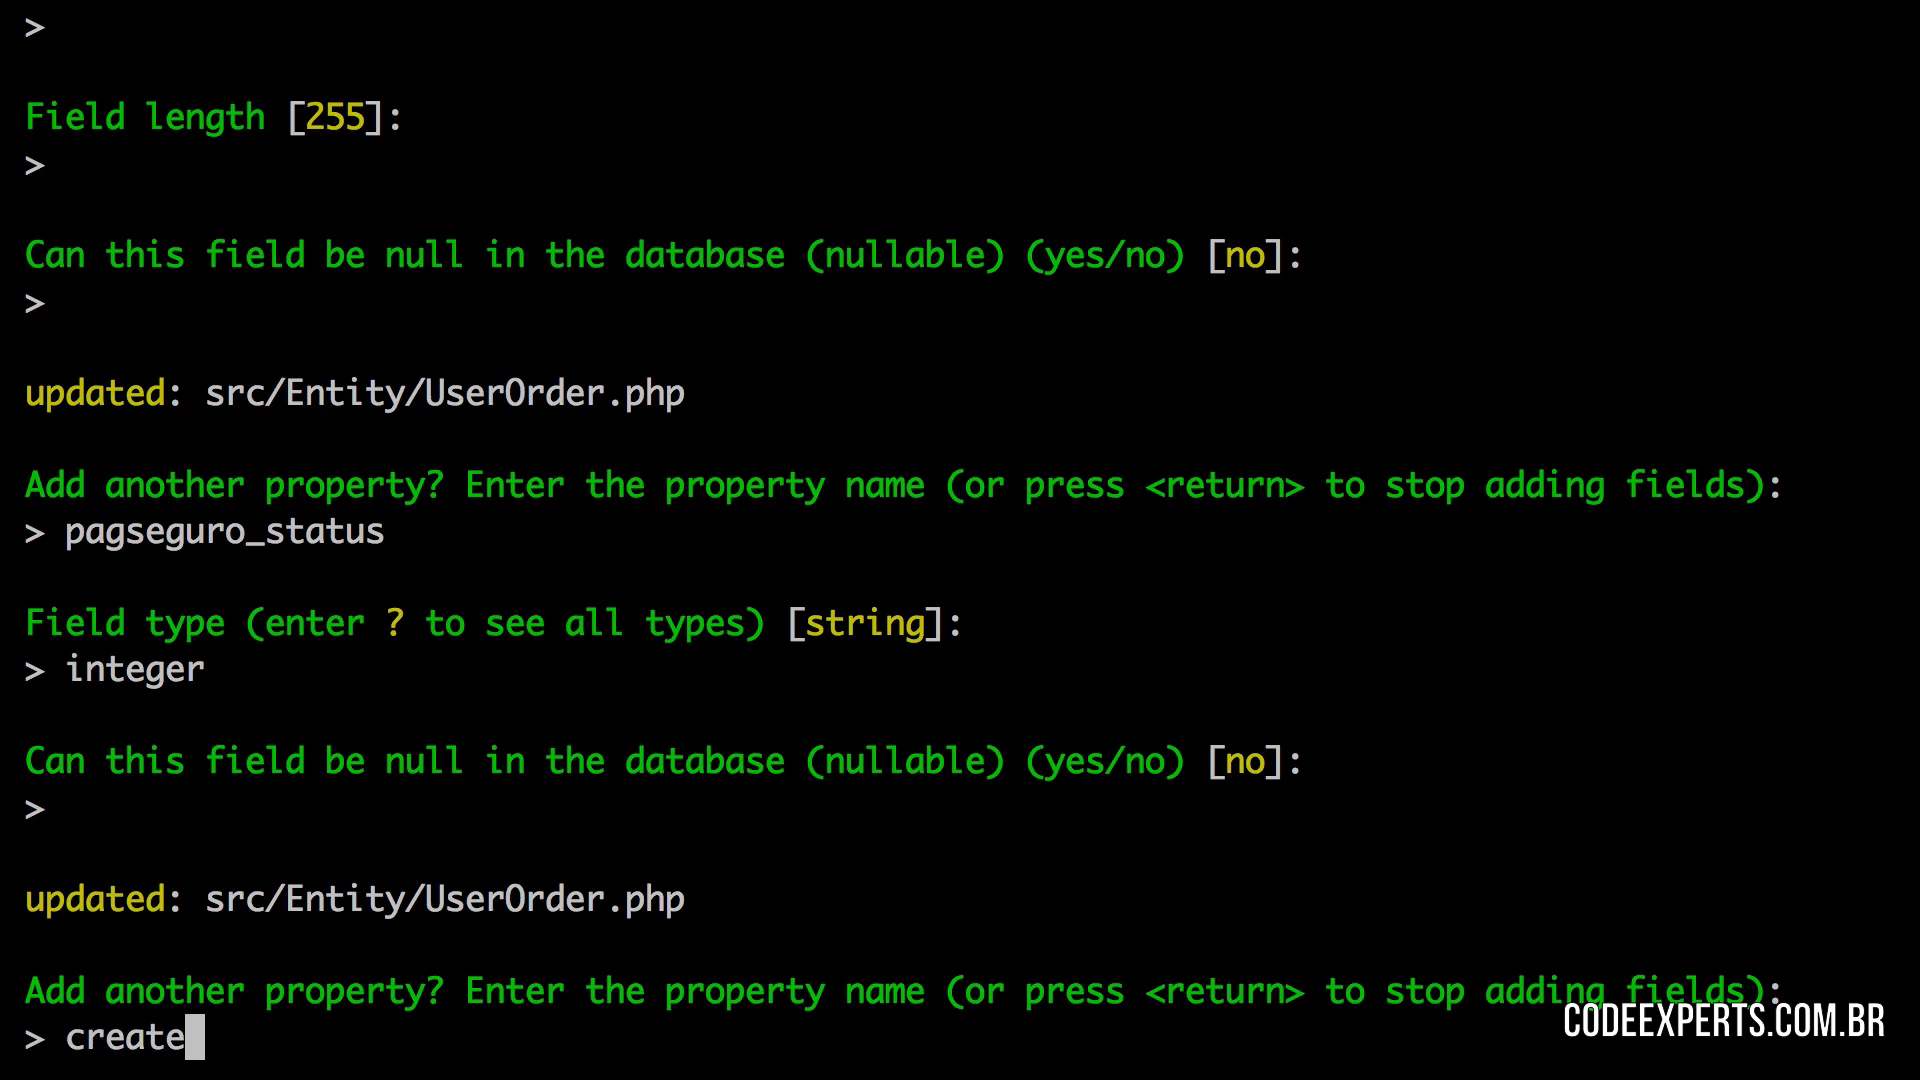 >
Field length [255]:
>
Can this field be null in the database (nullable) (yes/no) [no]:
>
updated: src/Entity/UserOrder.php
Add another property? Enter the property name (or press <return> to stop adding fields):
> pagseguro_status
Field type (enter ? to see all types) [string]:
> integer
Can this field be null in the database (nullable) (yes/no) [no]:
>
updated: src/Entity/UserOrder.php
Add another property? Enter the property name (or press <return> to stop adding fields):
> create
CODEEXPERTS.COM.BR